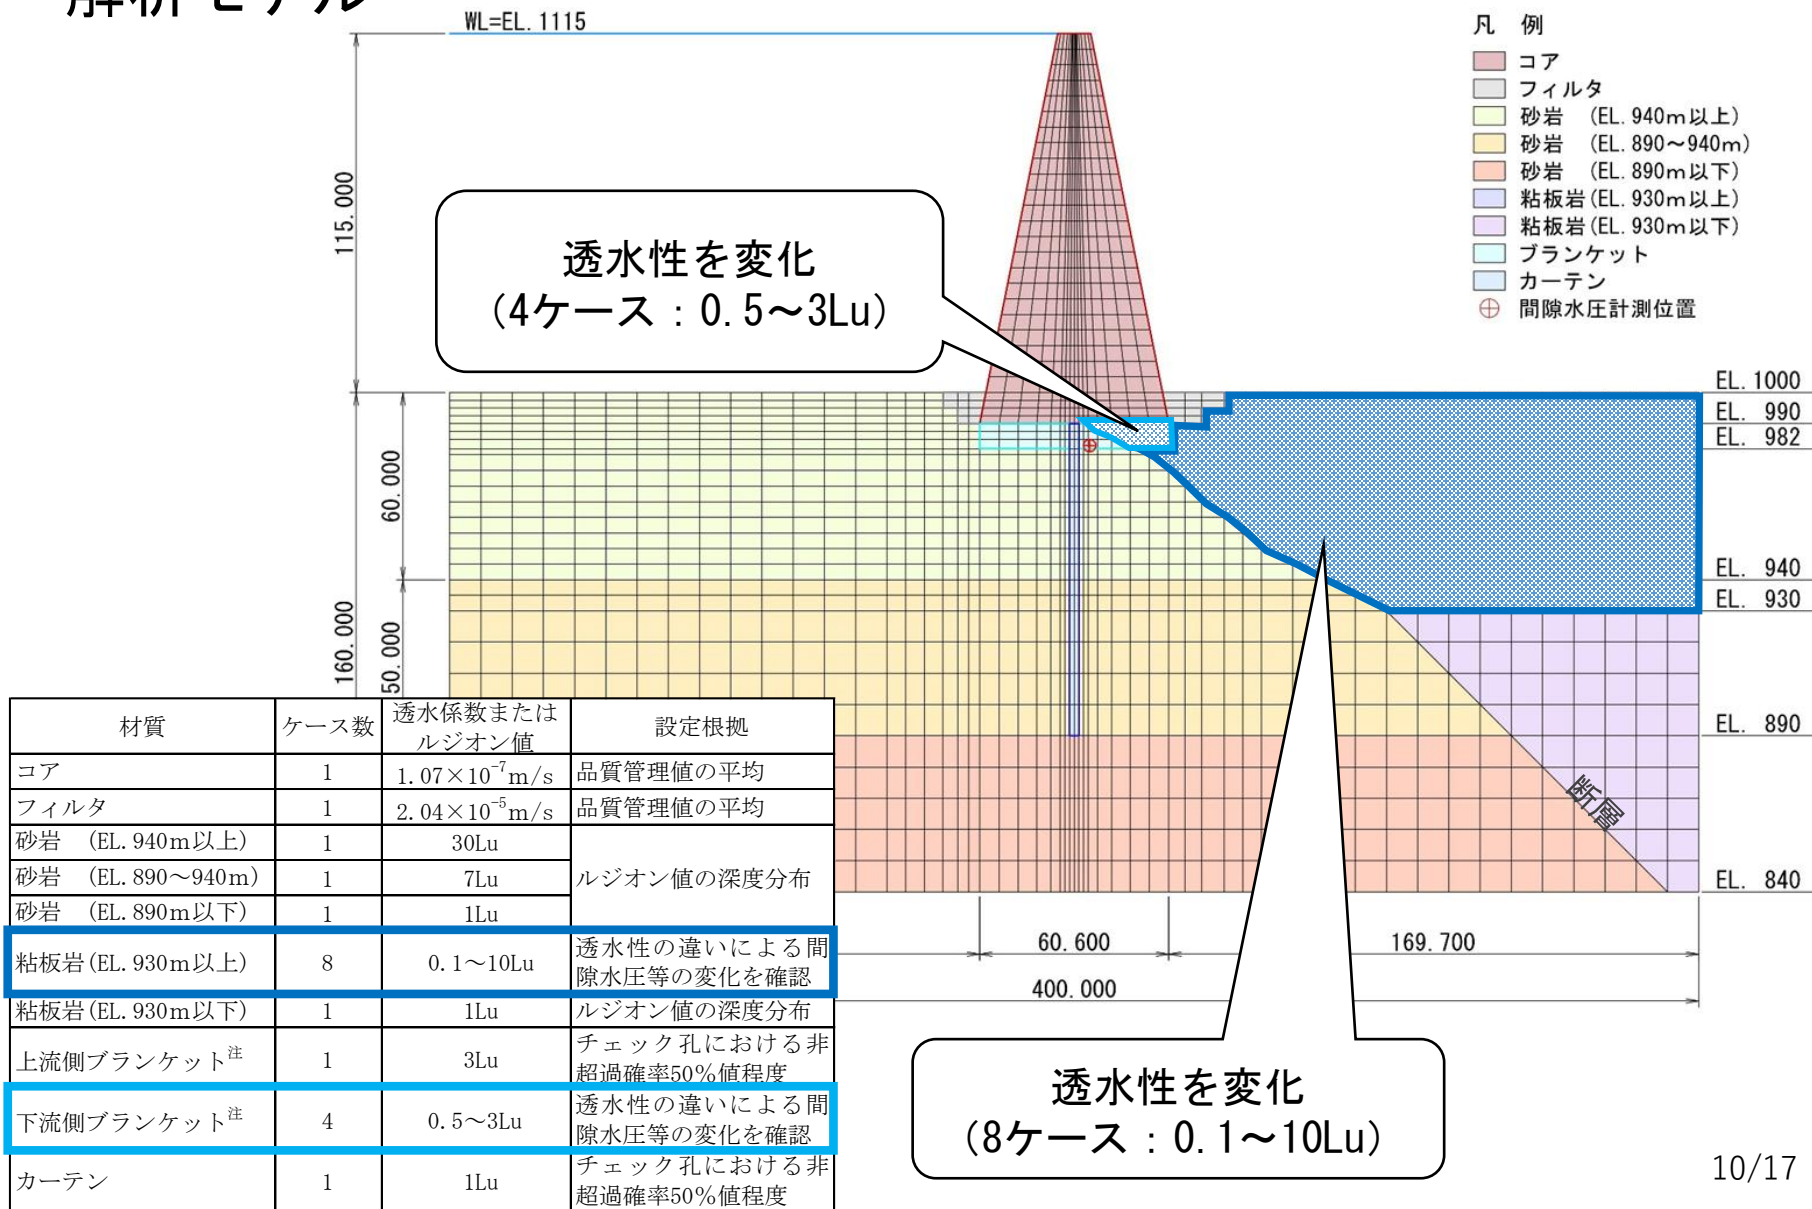 解析モデル
WL=EL. 1115
凡 例
コア
フィルタ
砂岩 (EL. 940m以上)
砂岩 (EL. 890～940m)
砂岩 (EL. 890m以下)
粘板岩(EL. 930m以上)
粘板岩(EL. 930m以下)
ブランケット
カーテン
間隙水圧計測位置
115.000
透水性を変化
(4ケース：0.5～3Lu)
EL. 1000
EL. 990
EL. 982
60.000
EL. 940
EL. 930
160.000
50.000
EL. 890
断層
EL. 840
60.600
169.700
400.000
透水性を変化
(8ケース：0.1～10Lu)
材質 ケース数 透水係数または
ルジオン値 設定根拠
コア 1 1.07×10⁻⁷m/s 品質管理値の平均
フィルタ 1 2.04×10⁻⁵m/s 品質管理値の平均
砂岩 (EL. 940m以上) 1 30Lu
砂岩 (EL. 890～940m) 1 7Lu ルジオン値の深度分布
砂岩 (EL. 890m以下) 1 1Lu
粘板岩(EL. 930m以上) 8 0.1～10Lu 透水性の違いによる間
隙水圧等の変化を確認
粘板岩(EL. 930m以下) 1 1Lu ルジオン値の深度分布
上流側ブランケット注 1 3Lu チェック孔における非
超過確率50%値程度
下流側ブランケット注 4 0.5～3Lu 透水性の違いによる間
隙水圧等の変化を確認
カーテン 1 1Lu チェック孔における非
超過確率50%値程度
10/17